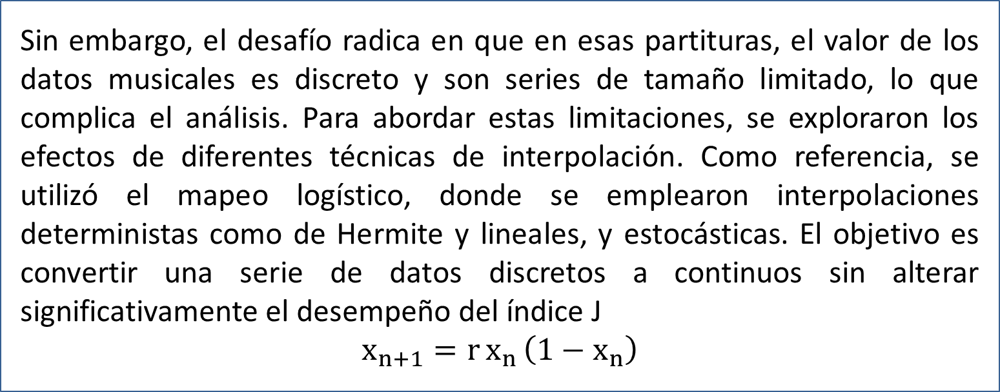 Sin embargo, el desafío radica en que en esas partituras, el valor de los
datos musicales es discreto y son series de tamaño limitado, lo que
complica el análisis. Para abordar estas limitaciones, se exploraron los
efectos de diferentes técnicas de interpolación. Como referencia, se
utilizó el mapeo logístico, donde se emplearon interpolaciones
deterministas como de Hermite y lineales, y estocásticas. El objetivo es
convertir una serie de datos discretos a continuos sin alterar
significativamente el desempeño del índice J
xₙ₊₁ = r xₙ (1 − xₙ)